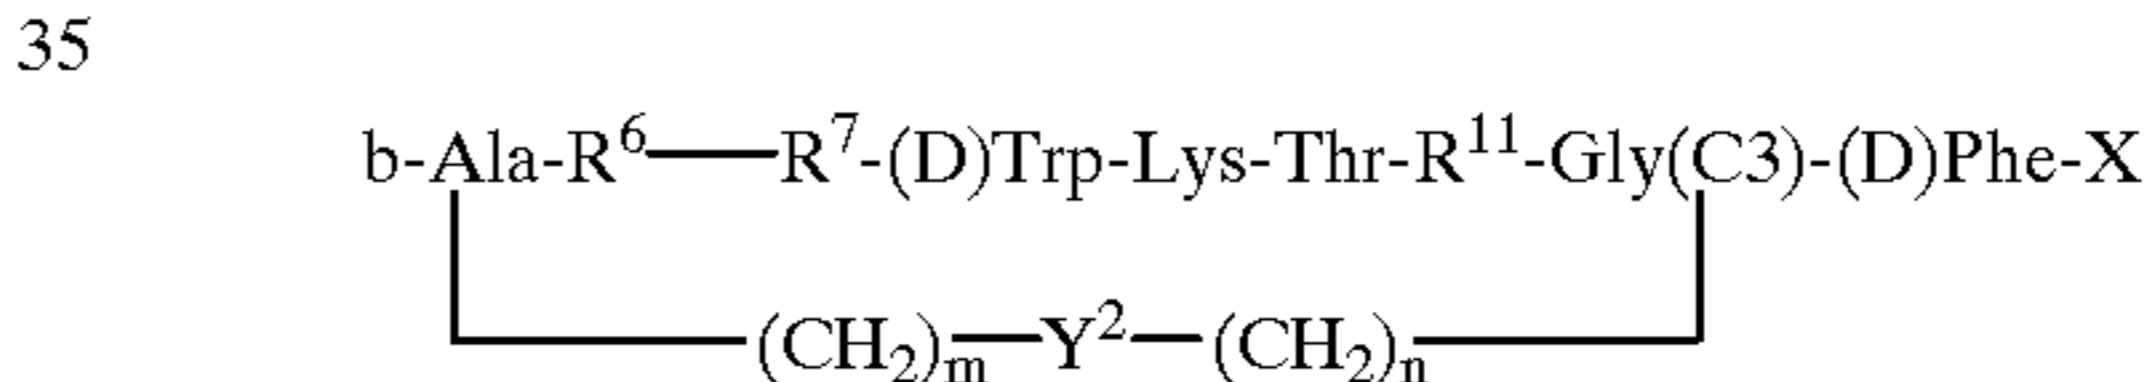 35
b-Ala-R⁶—R⁷-(D)Trp-Lys-Thr-R¹¹-Gly(C3)-(D)Phe-X
(CH₂)ₘ—Y²—(CH₂)ₙ